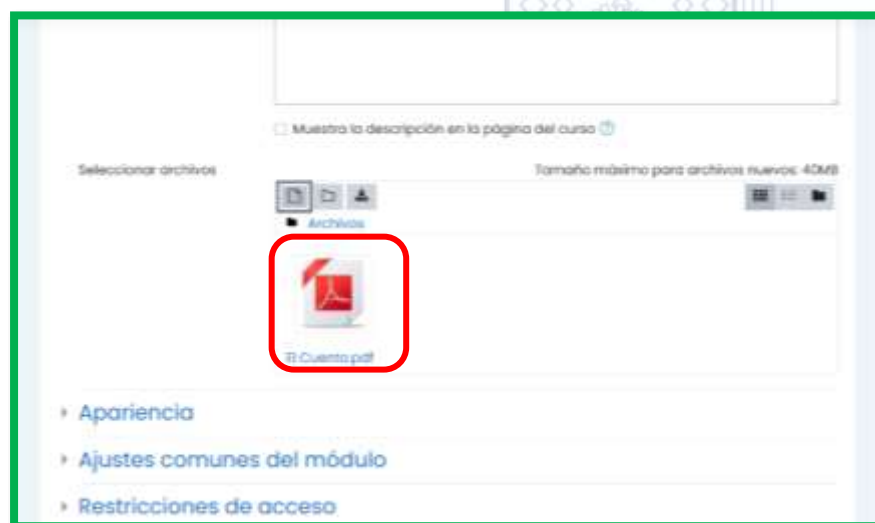 Muestra la descripción en la página del curso
Seleccionar archivos
Tamaño máximo para archivos nuevos: 40MB
Archivos
El Cuento.pdf
Apariencia
Ajustes comunes del módulo
Restricciones de acceso